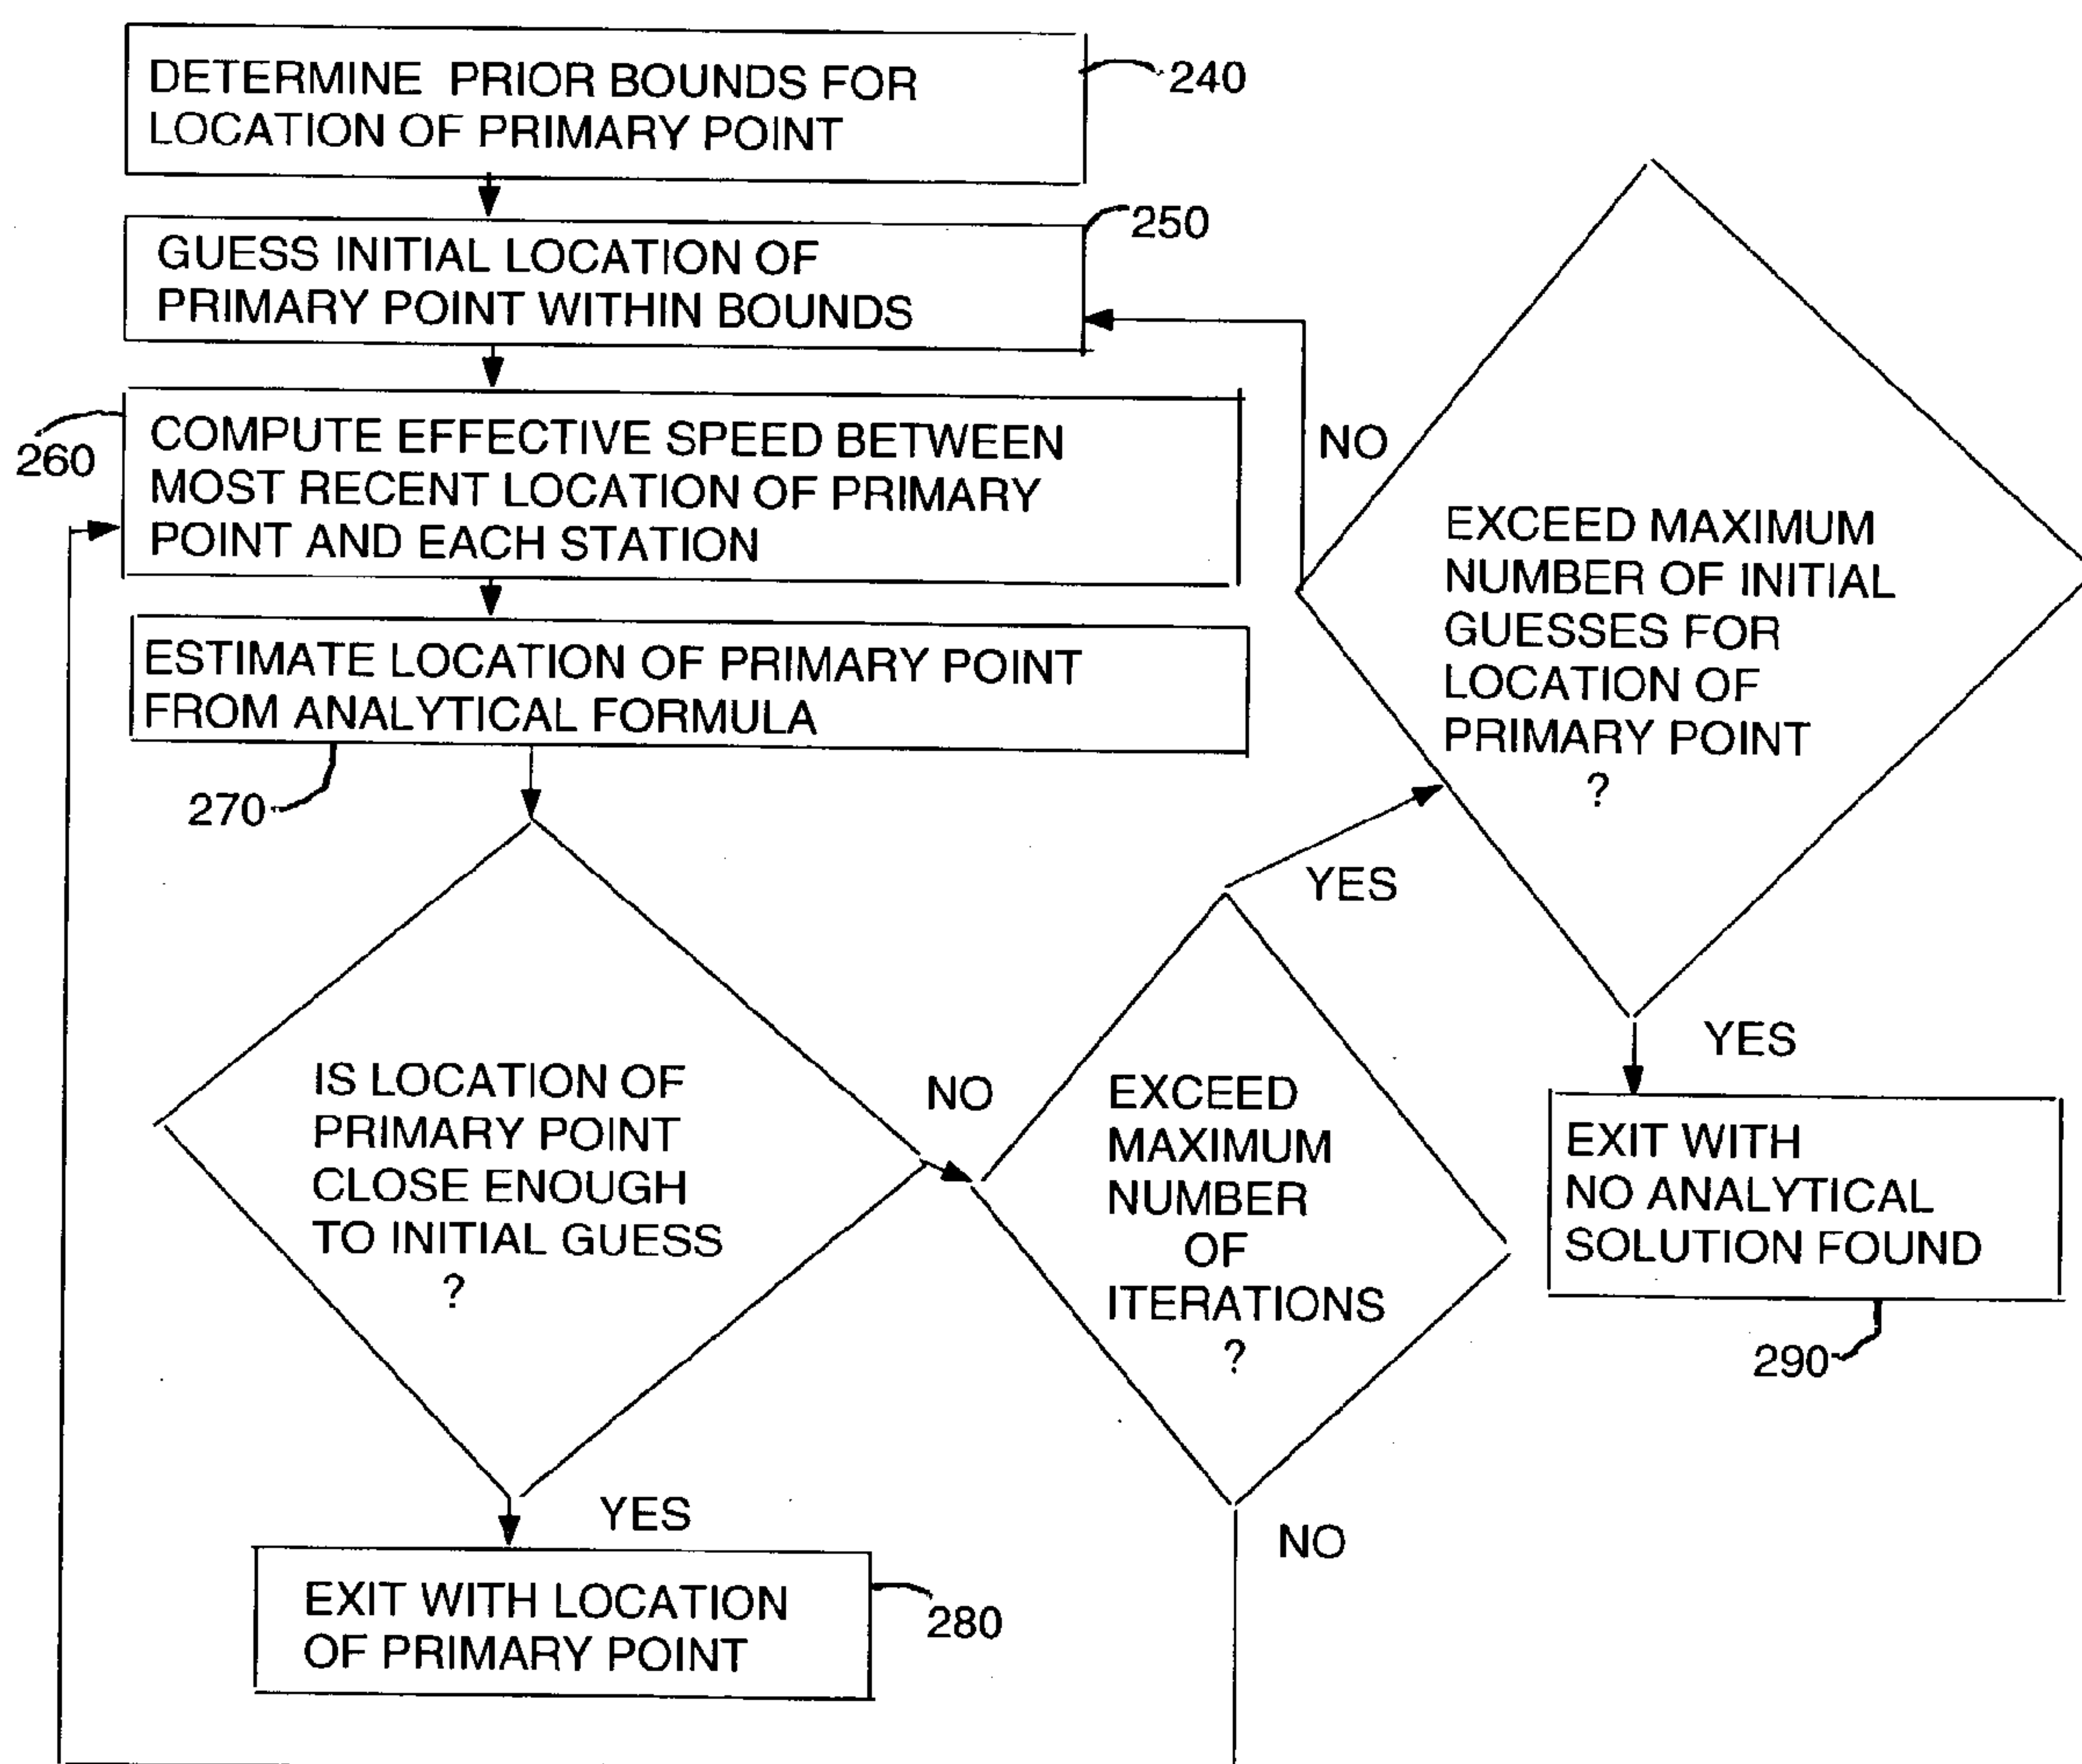 DETERMINE PRIOR BOUNDS FOR
LOCATION OF PRIMARY POINT
240
GUESS INITIAL LOCATION OF
PRIMARY POINT WITHIN BOUNDS
250
COMPUTE EFFECTIVE SPEED BETWEEN
MOST RECENT LOCATION OF PRIMARY
POINT AND EACH STATION
260
ESTIMATE LOCATION OF PRIMARY POINT
FROM ANALYTICAL FORMULA
270
IS LOCATION OF
PRIMARY POINT
CLOSE ENOUGH
TO INITIAL GUESS
?
YES
EXIT WITH LOCATION
OF PRIMARY POINT
280
NO
EXCEED
MAXIMUM
NUMBER
OF
ITERATIONS
?
NO
YES
EXCEED MAXIMUM
NUMBER OF INITIAL
GUESSES FOR
LOCATION OF
PRIMARY POINT
?
NO
YES
EXIT WITH
NO ANALYTICAL
SOLUTION FOUND
290